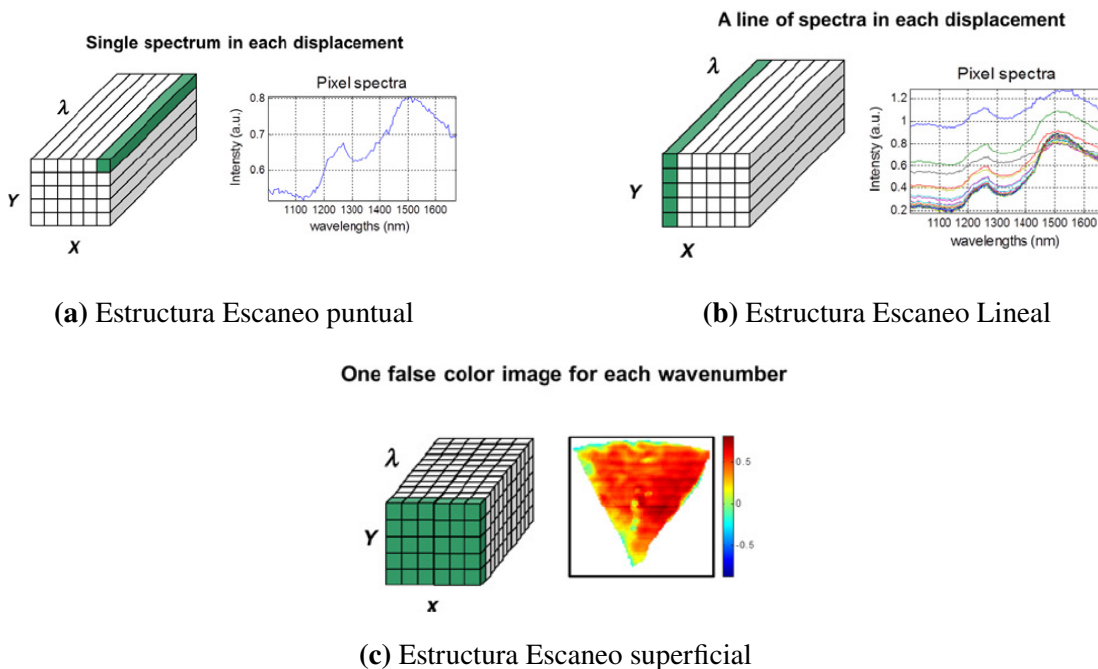 Single spectrum in each displacement
λ
Y
X
Pixel spectra
Intensty (a.u.)
0.8
0.7
0.6
1100 1200 1300 1400 1500 1600
wavelengths (nm)
(a) Estructura Escaneo puntual
A line of spectra in each displacement
λ
Y
X
Pixel spectra
Intensity (a.u.)
1.2
1
0.8
0.6
0.4
0.2
1100 1200 1300 1400 1500 1600
wavelengths (nm)
(b) Estructura Escaneo Lineal
One false color image for each wavenumber
λ
Y
x
0.5
0
-0.5
(c) Estructura Escaneo superficial